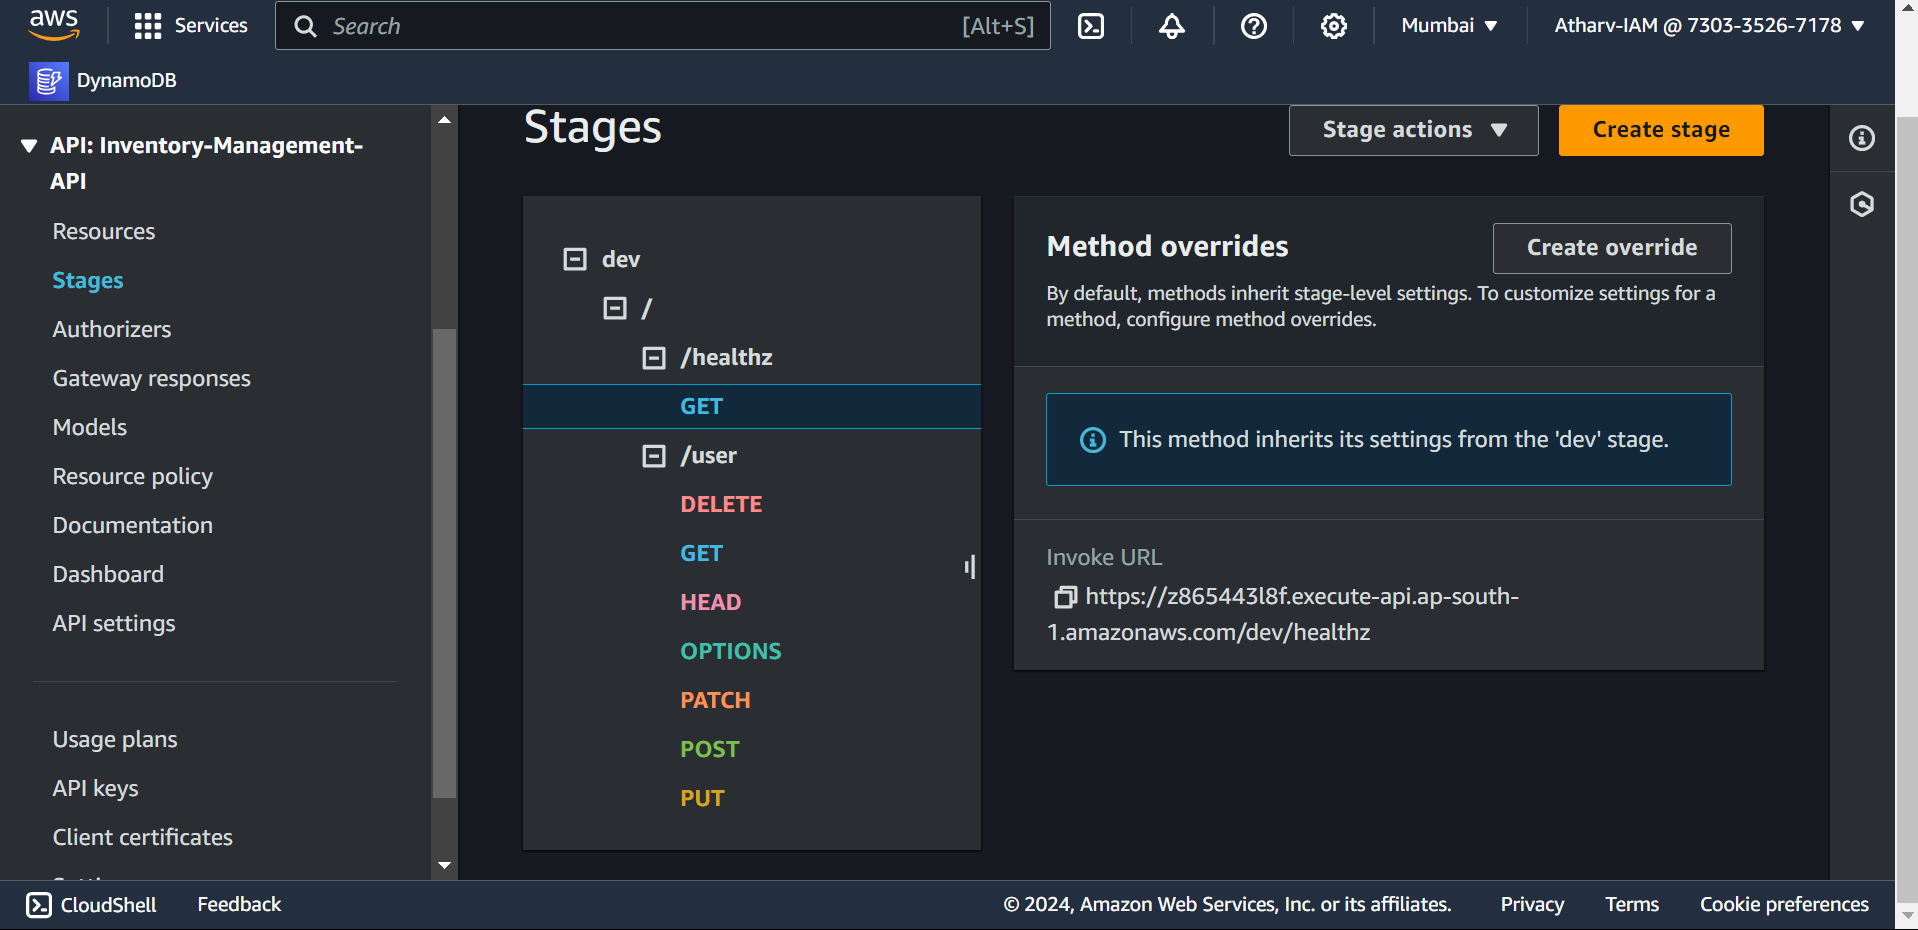 aws
Services
Search
[Alt+S]
Mumbai
Atharv-IAM @ 7303-3526-7178
DynamoDB
API: Inventory-Management-
API
Resources
Stages
Authorizers
Gateway responses
Models
Resource policy
Documentation
Dashboard
API settings
Usage plans
API keys
Client certificates
Stages
Stage actions
Create stage
dev
/
/healthz
GET
/user
DELETE
GET
HEAD
OPTIONS
PATCH
POST
PUT
Method overrides
Create override
By default, methods inherit stage-level settings. To customize settings for a
method, configure method overrides.
This method inherits its settings from the 'dev' stage.
Invoke URL
https://z865443l8f.execute-api.ap-south-
1.amazonaws.com/dev/healthz
CloudShell
Feedback
© 2024, Amazon Web Services, Inc. or its affiliates.
Privacy
Terms
Cookie preferences